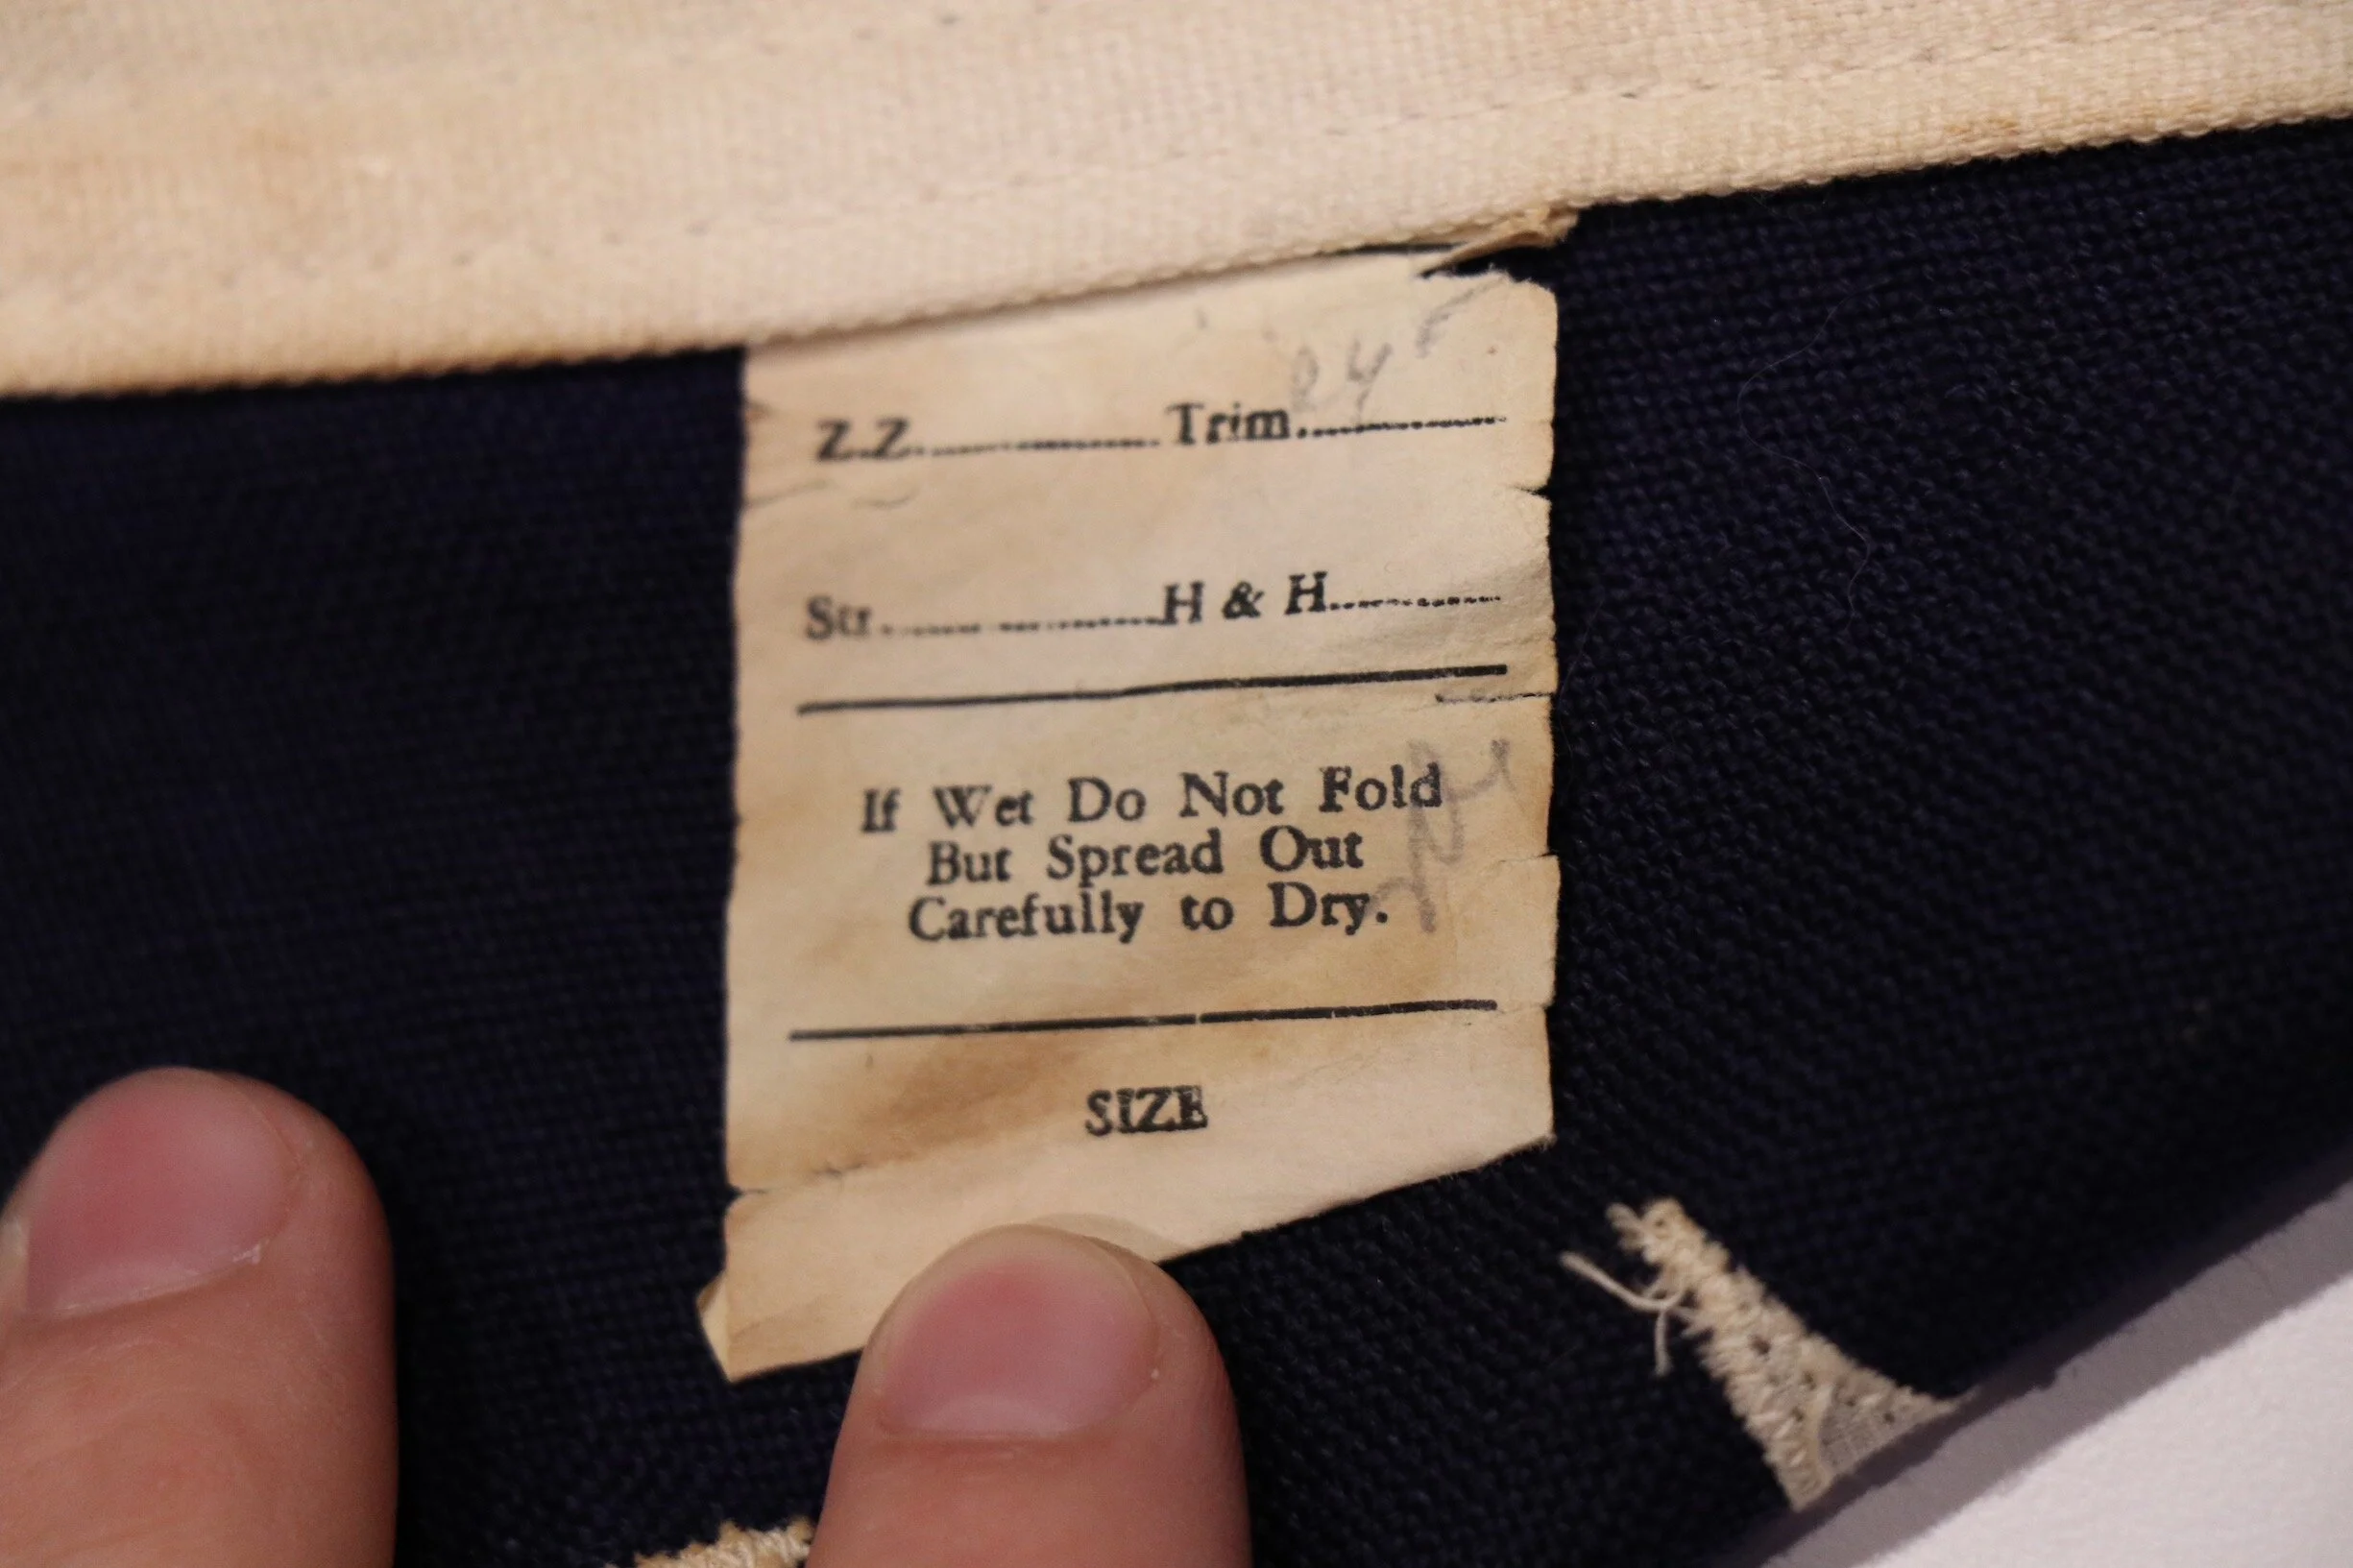 Z.Z. Trim.
Str. H & H.
If Wet Do Not Fold
But Spread Out
Carefully to Dry.
SIZE